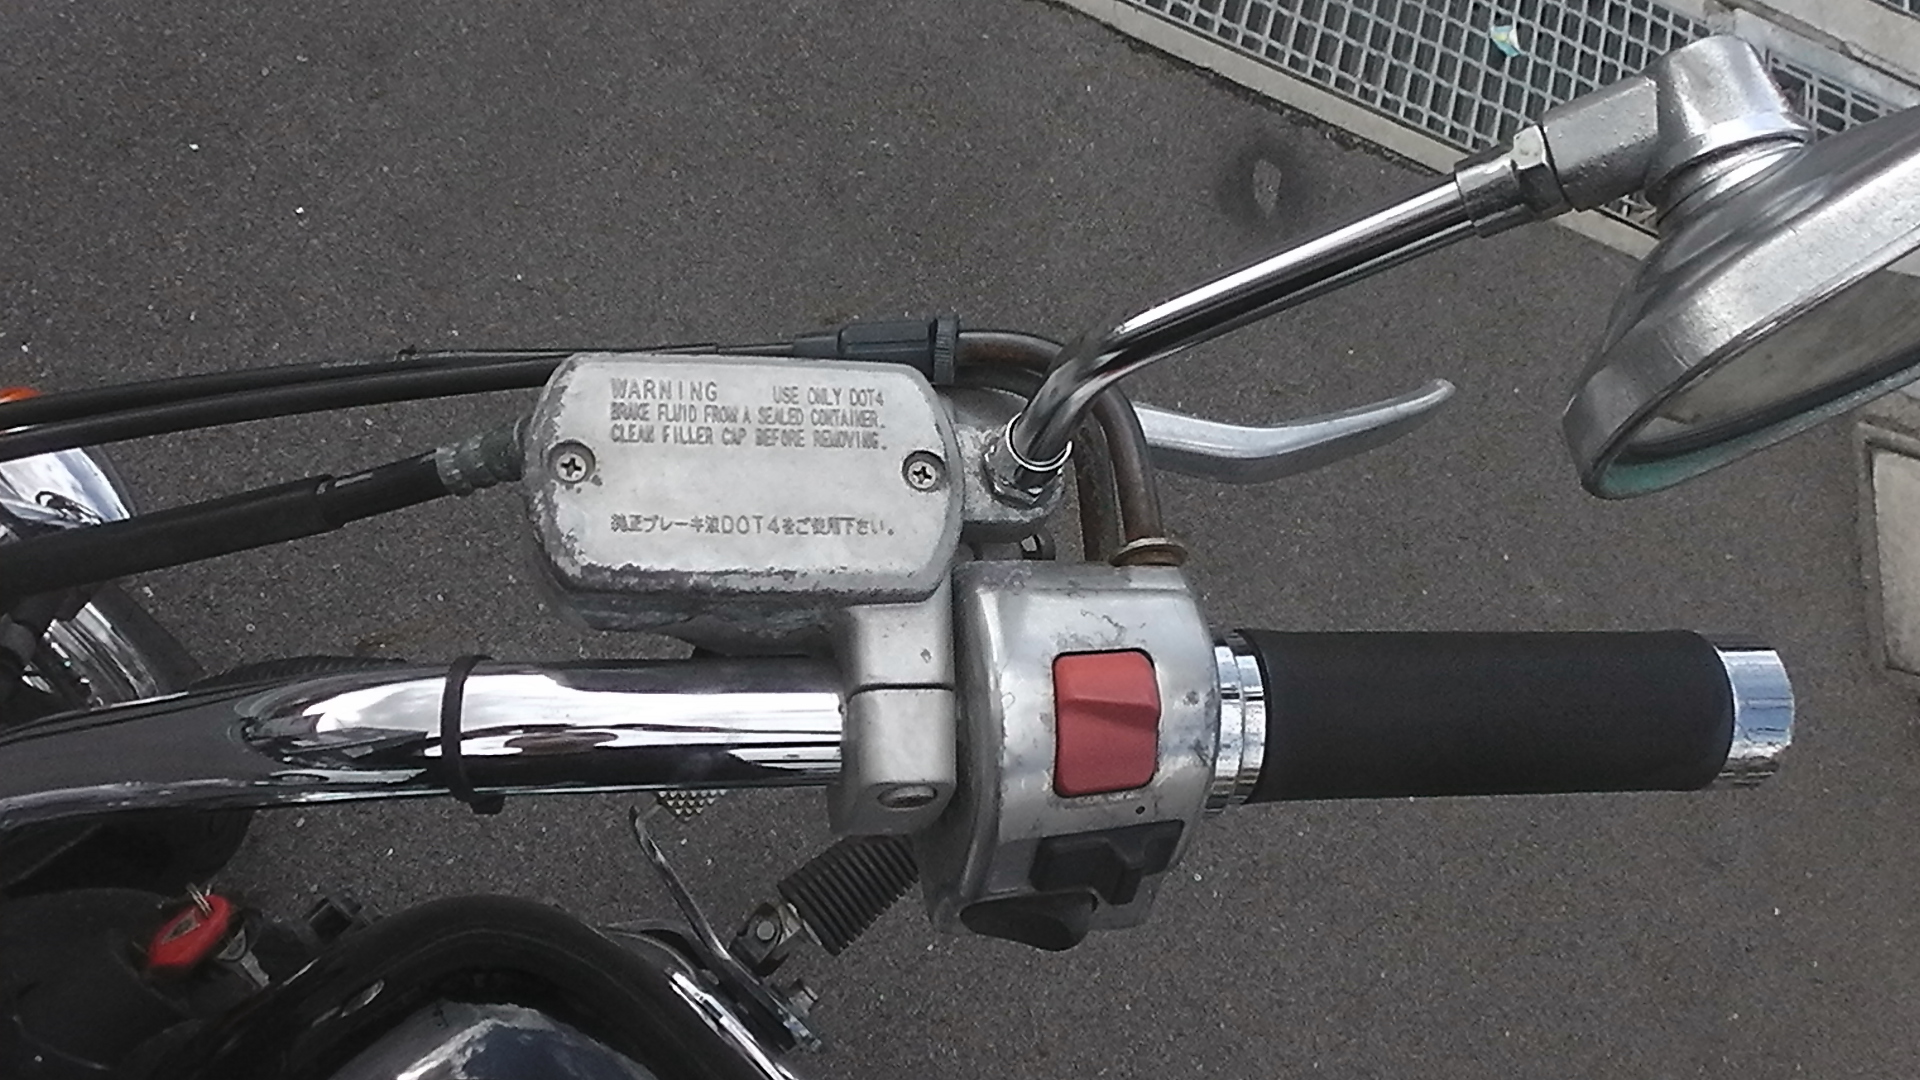 WARNING USE ONLY DOT4
BRAKE FLUID FROM A SEALED CONTAINER.
CLEAN FILLER CAP BEFORE REMOVING.
純正ブレーキ液DOT4をご使用下さい。